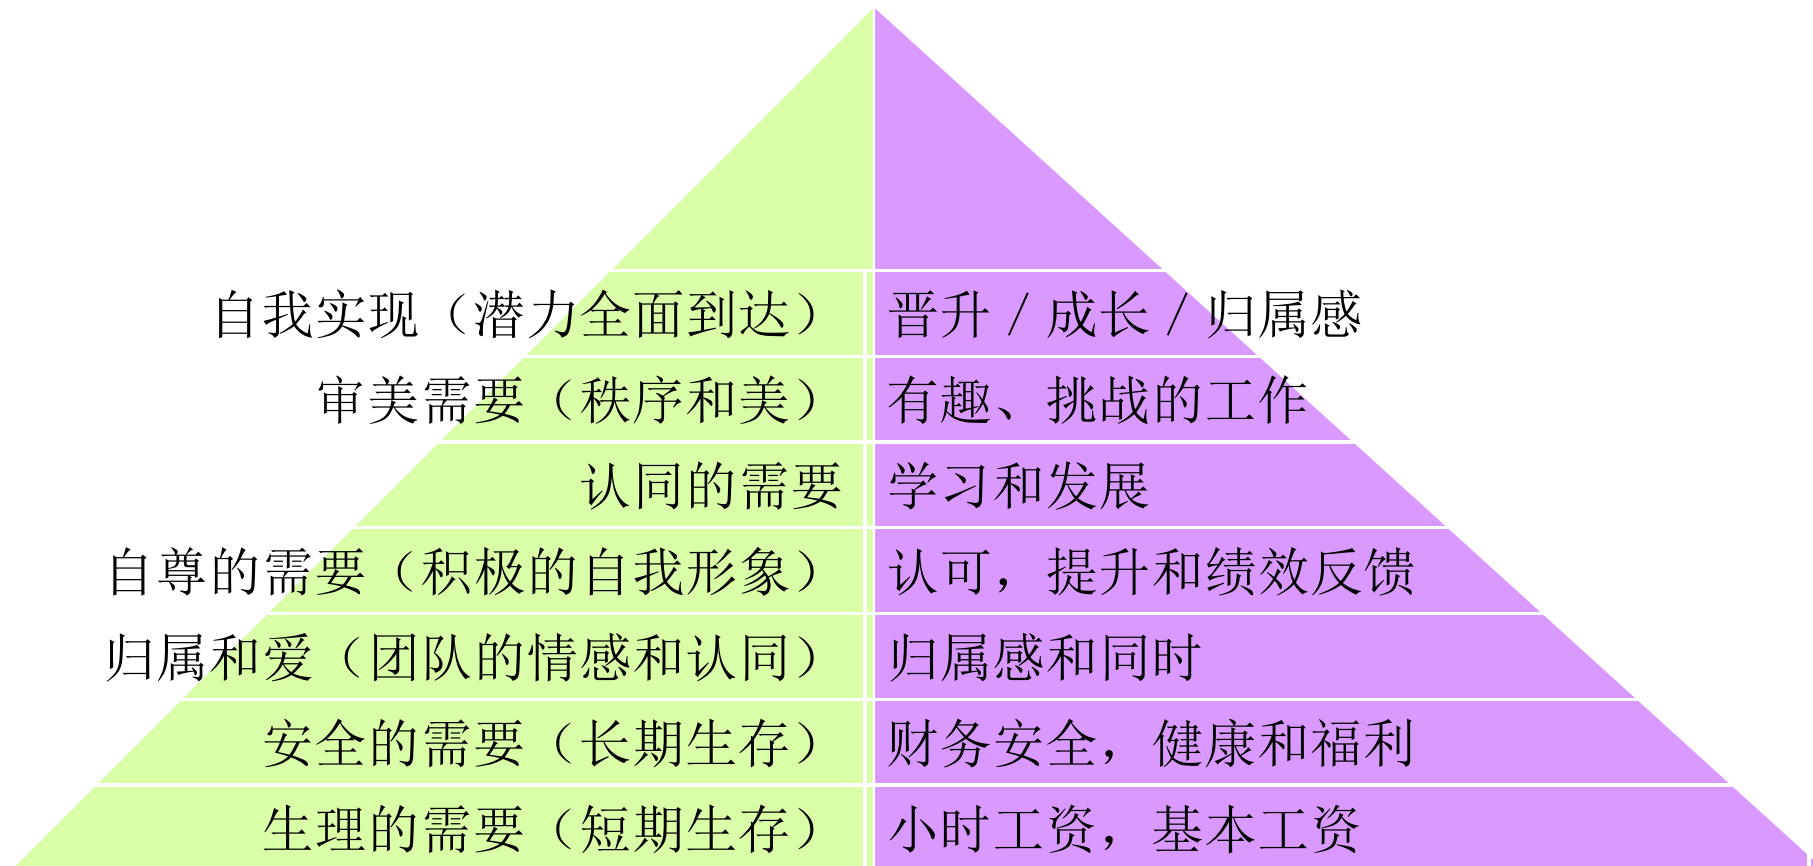 自我实现（潜力全面到达） 晋升／成长／归属感
审美需要（秩序和美） 有趣、挑战的工作
认同的需要 学习和发展
自尊的需要（积极的自我形象） 认可，提升和绩效反馈
归属和爱（团队的情感和认同） 归属感和同时
安全的需要（长期生存） 财务安全，健康和福利
生理的需要（短期生存） 小时工资，基本工资